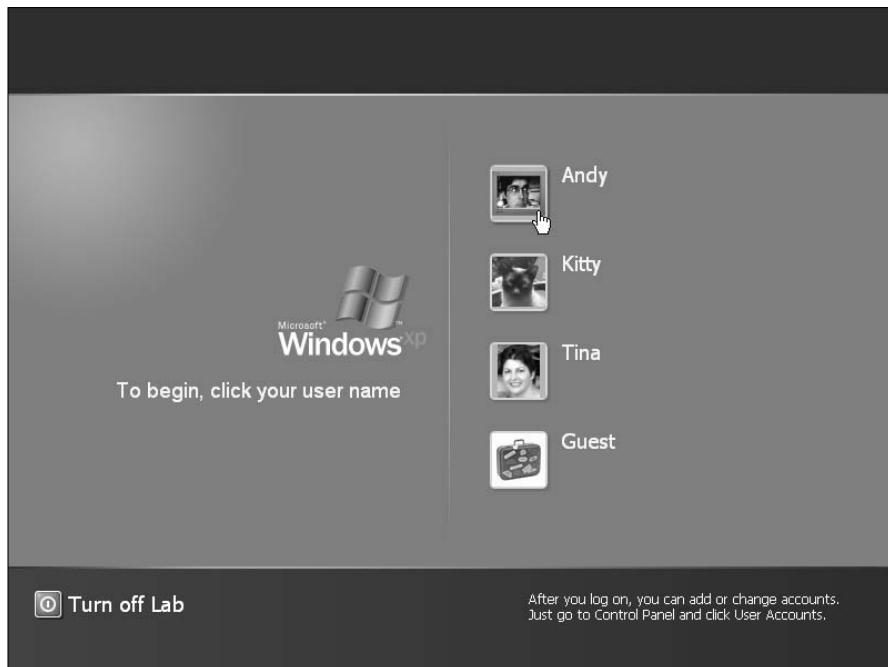 Microsoft®
Windows xp
™
To begin, click your user name
Andy
Kitty
Tina
Guest
Turn off Lab
After you log on, you can add or change accounts.
Just go to Control Panel and click User Accounts.